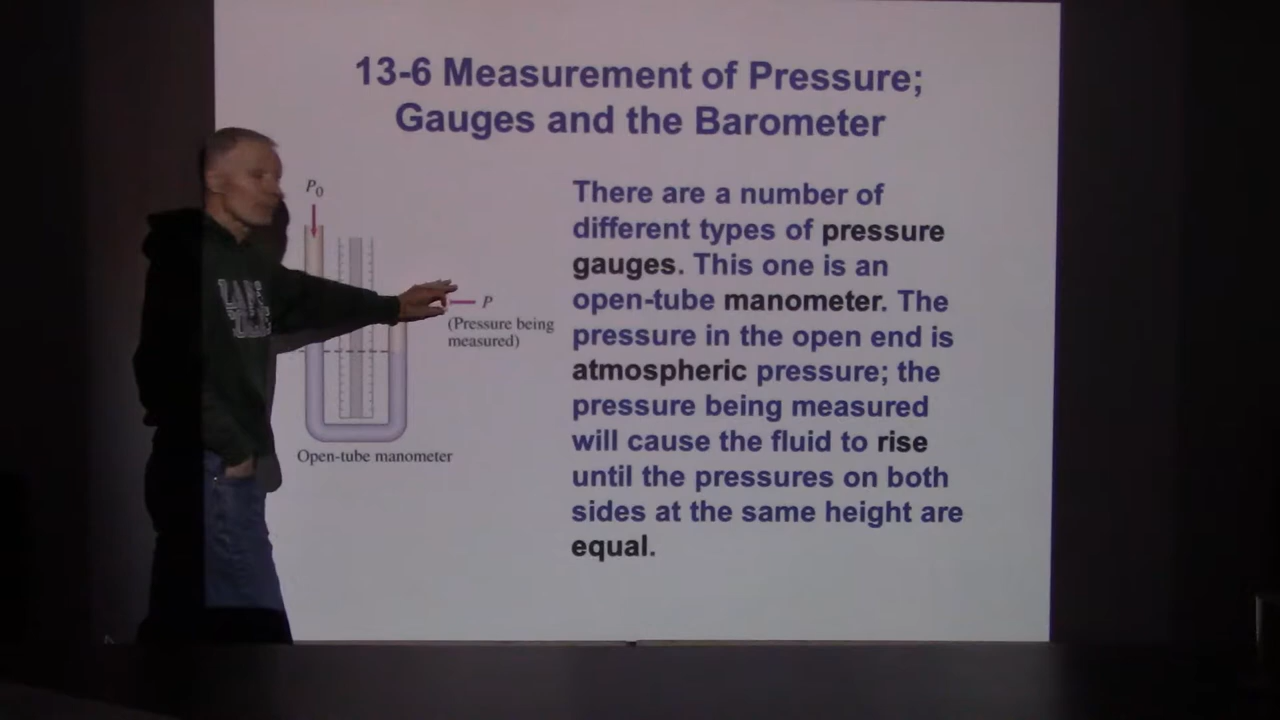 13-6 Measurement of Pressure;
Gauges and the Barometer
P0
P
(Pressure being
measured)
Open-tube manometer
There are a number of
different types of pressure
gauges. This one is an
open-tube manometer. The
pressure in the open end is
atmospheric pressure; the
pressure being measured
will cause the fluid to rise
until the pressures on both
sides at the same height are
equal.